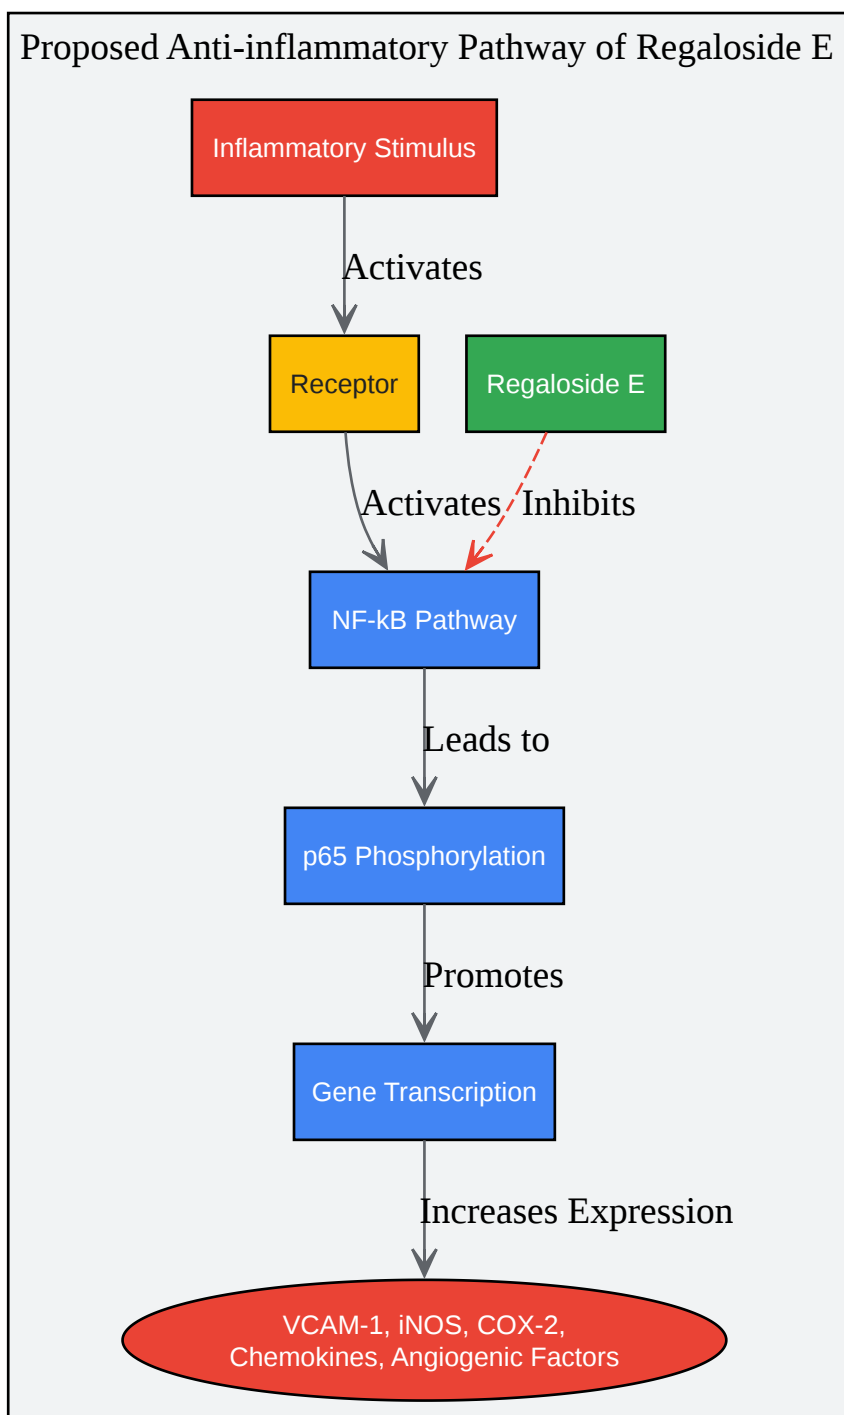 Proposed Anti-inflammatory Pathway of Regaloside E
Inflammatory Stimulus
Activates
Receptor
Regaloside E
Activates
Inhibits
NF-kB Pathway
Leads to
p65 Phosphorylation
Promotes
Gene Transcription
Increases Expression
VCAM-1, iNOS, COX-2,
Chemokines, Angiogenic Factors